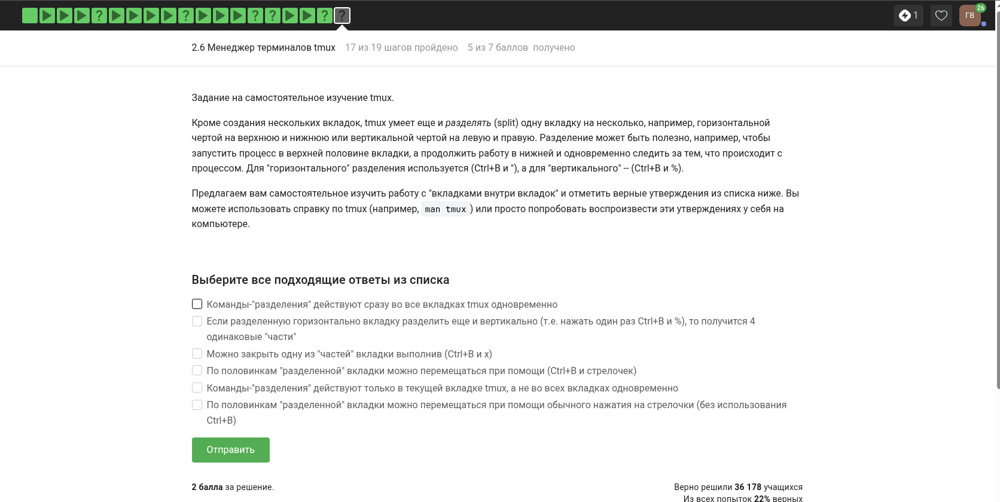 ? ? ? ? ? ? 1 ГВ 26
2.6 Менеджер терминалов tmux 17 из 19 шагов пройдено 5 из 7 баллов получено
Задание на самостоятельное изучение tmux.
Кроме создания нескольких вкладок, tmux умеет еще и разделять (split) одну вкладку на несколько, например, горизонтальной
чертой на верхнюю и нижнюю или вертикальной чертой на левую и правую. Разделение может быть полезно, например, чтобы
запустить процесс в верхней половине вкладки, а продолжить работу в нижней и одновременно следить за тем, что происходит с
процессом. Для "горизонтального" разделения используется (Ctrl+B и "), а для "вертикального" -- (Ctrl+B и %).
Предлагаем вам самостоятельное изучить работу с "вкладками внутри вкладок" и отметить верные утверждения из списка ниже. Вы
можете использовать справку по tmux (например, man tmux) или просто попробовать воспроизвести эти утверждениях у себя на
компьютере.
Выберите все подходящие ответы из списка
Команды-"разделения" действуют сразу во все вкладках tmux одновременно
Если разделенную горизонтально вкладку разделить еще и вертикально (т.е. нажать один раз Ctrl+B и %), то получится 4
одинаковые "части"
Можно закрыть одну из "частей" вкладки выполнив (Ctrl+B и x)
По половинкам "разделенной" вкладки можно перемещаться при помощи (Ctrl+B и стрелочек)
Команды-"разделения" действуют только в текущей вкладке tmux, а не во всех вкладках одновременно
По половинкам "разделенной" вкладки можно перемещаться при помощи обычного нажатия на стрелочки (без использования
Ctrl+B)
Отправить
2 балла за решение. Верно решили 36 178 учащихся
Из всех попыток 22% верных